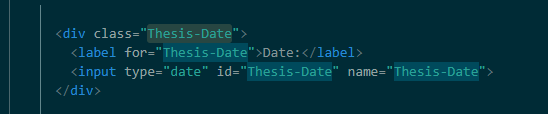 <div class="Thesis-Date">
<label for="Thesis-Date">Date:</label>
<input type="date" id="Thesis-Date" name="Thesis-Date">
</div>